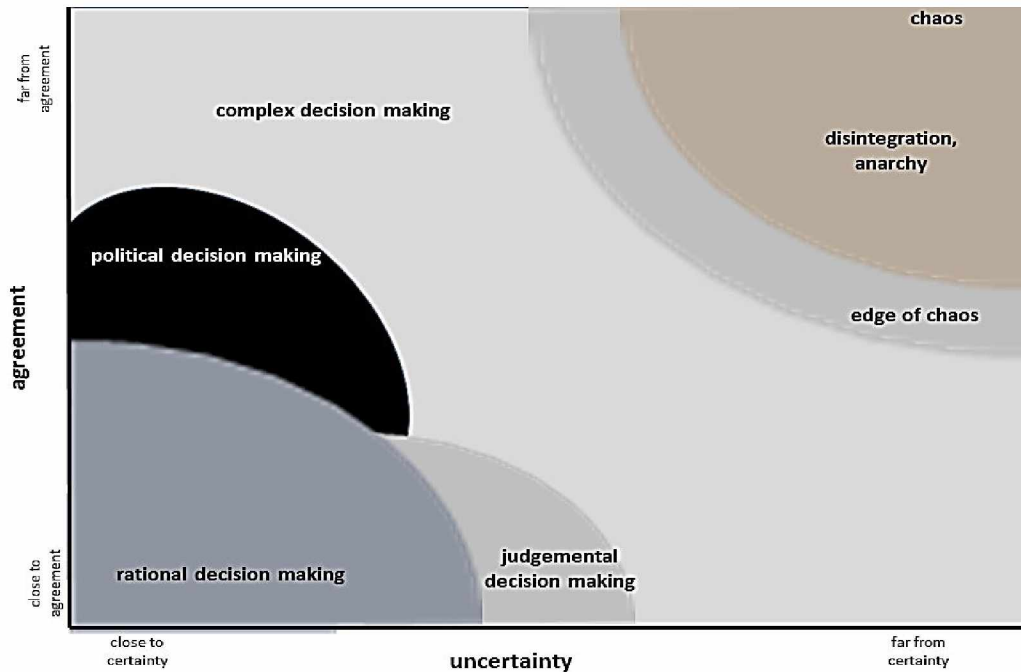 chaos
far from
agreement
complex decision making
disintegration,
anarchy
political decision making
edge of chaos
agreement
judgemental
decision making
rational decision making
close to
agreement
close to
certainty
uncertainty
far from
certainty